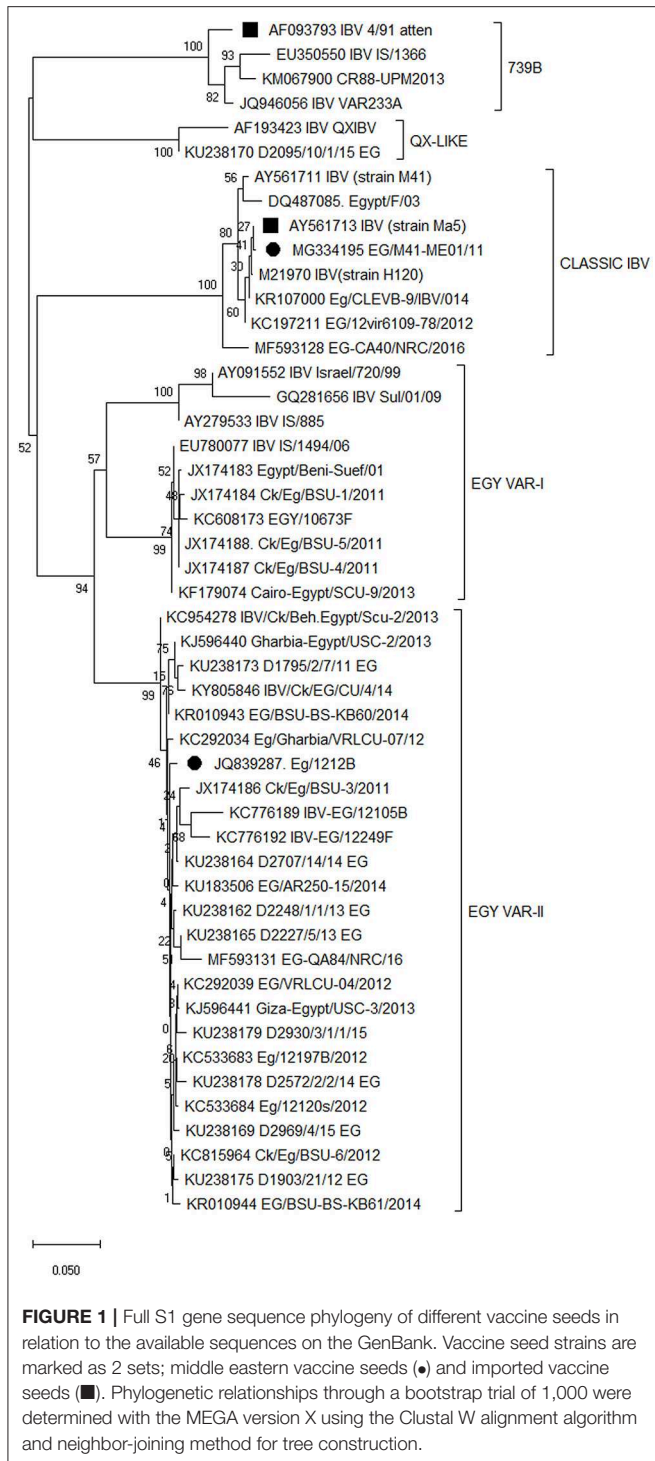 100
■ AF093793 IBV 4/91 atten
93
EU350550 IBV IS/1366
KM067900 CR88-UPM2013
82
JQ946056 IBV VAR233A
739B
AF193423 IBV QXIBV
100
KU238170 D2095/10/1/15 EG
QX-LIKE
56
AY561711 IBV (strain M41)
DQ487085. Egypt/F/03
80
27
■ AY561713 IBV (strain Ma5)
41
● MG334195 EG/M41-ME01/11
30
M21970 IBV(strain H120)
100
KR107000 Eg/CLEVB-9/IBV/014
60
KC197211 EG/12vir6109-78/2012
MF593128 EG-CA40/NRC/2016
CLASSIC IBV
98
AY091552 IBV Israel/720/99
100
GQ281656 IBV Sul/01/09
AY279533 IBV IS/885
52
57
EU780077 IBV IS/1494/06
52
JX174183 Egypt/Beni-Suef/01
48
JX174184 Ck/Eg/BSU-1/2011
KC608173 EGY/10673F
74
99
JX174188. Ck/Eg/BSU-5/2011
JX174187 Ck/Eg/BSU-4/2011
KF179074 Cairo-Egypt/SCU-9/2013
EGY VAR-I
94
KC954278 IBV/Ck/Beh.Egypt/Scu-2/2013
75
KJ596440 Gharbia-Egypt/USC-2/2013
15
KU238173 D1795/2/7/11 EG
76
99
KY805846 IBV/Ck/EG/CU/4/14
KR010943 EG/BSU-BS-KB60/2014
KC292034 Eg/Gharbia/VRLCU-07/12
46
● JQ839287. Eg/1212B
24
JX174186 Ck/Eg/BSU-3/2011
KC776189 IBV-EG/12105B
4
68
KC776192 IBV-EG/12249F
2
KU238164 D2707/14/14 EG
0
KU183506 EG/AR250-15/2014
4
KU238162 D2248/1/1/13 EG
22
KU238165 D2227/5/13 EG
5
MF593131 EG-QA84/NRC/16
4
KC292039 EG/VRLCU-04/2012
3
KJ596441 Giza-Egypt/USC-3/2013
0
KU238179 D2930/3/1/1/15
6
20
KC533683 Eg/12197B/2012
5
KU238178 D2572/2/2/14 EG
KC533684 Eg/12120s/2012
KU238169 D2969/4/15 EG
0
5
KC815964 Ck/Eg/BSU-6/2012
KU238175 D1903/21/12 EG
1
KR010944 EG/BSU-BS-KB61/2014
EGY VAR-II
0.050
FIGURE 1 | Full S1 gene sequence phylogeny of different vaccine seeds in
relation to the available sequences on the GenBank. Vaccine seed strains are
marked as 2 sets; middle eastern vaccine seeds (●) and imported vaccine
seeds (■). Phylogenetic relationships through a bootstrap trial of 1,000 were
determined with the MEGA version X using the Clustal W alignment algorithm
and neighbor-joining method for tree construction.